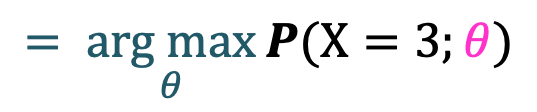 = arg max P(X = 3; θ)
θ